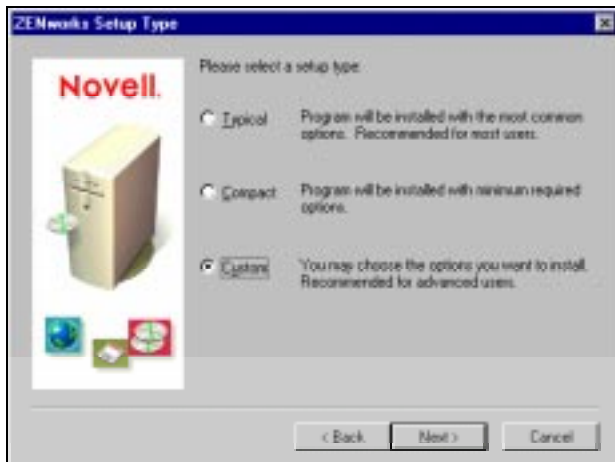 ZENworks Setup Type
Novell.
Please select a setup type:
Typical
Program will be installed with the most common
options. Recommended for most users.
Compact
Program will be installed with minimum required
options.
Custom
You may choose the options you want to install.
Recommended for advanced users.
< Back
Next >
Cancel